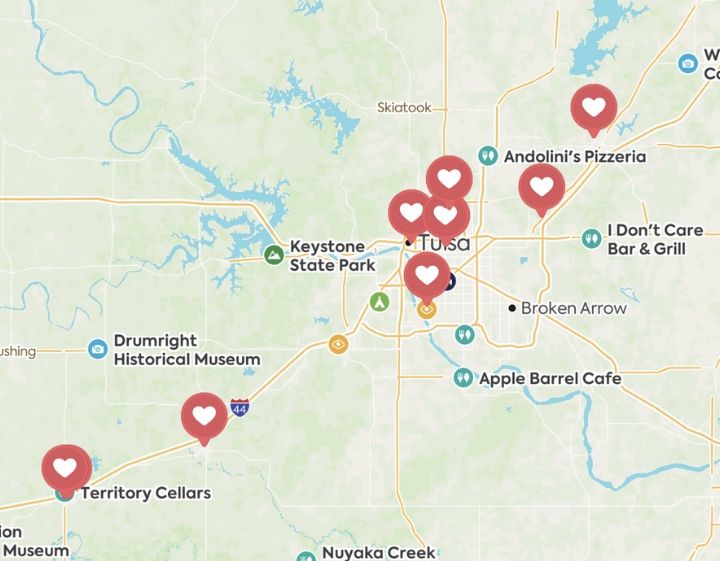 W
Co
Skiatook
Andolini's Pizzeria
I Don't Care
Bar & Grill
Tulsa
Keystone
State Park
Broken Arrow
Drumright
Historical Museum
ushing
Apple Barrel Cafe
44
Territory Cellars
ion
Museum
Nuyaka Creek